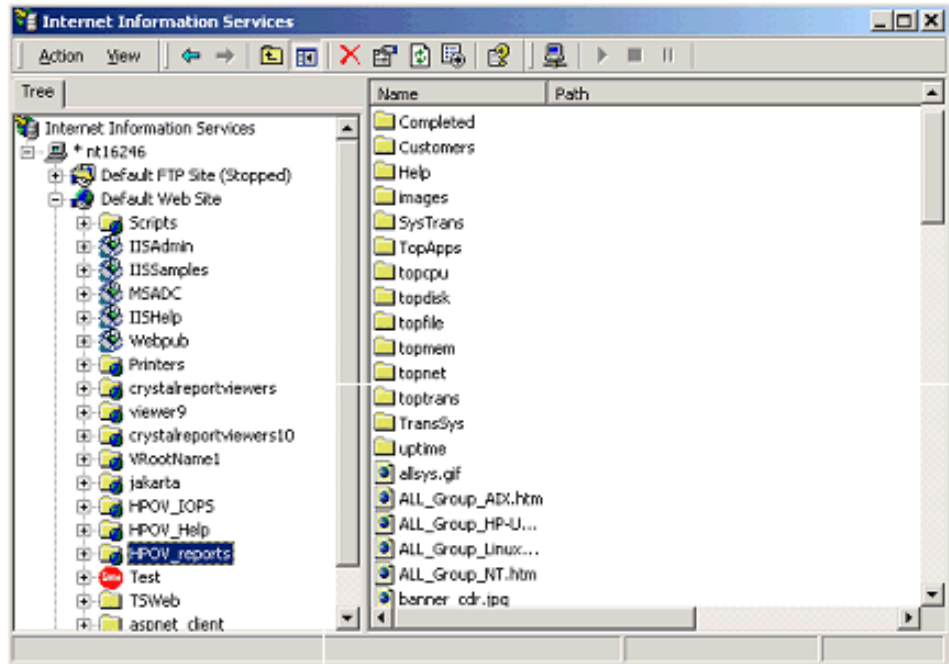 Internet Information Services
Action View
Tree
Name Path
Internet Information Services
* nt16246
Default FTP Site (Stopped)
Default Web Site
Scripts
IISAdmin
IISSamples
MSADC
IISHelp
Webpub
Printers
crystalreportviewers
viewer9
crystalreportviewers10
VRootName1
jakarta
HPOV_IOPS
HPOV_Help
HPOV_reports
Test
TSWeb
aspnet_client
Completed
Customers
Help
images
SysTrans
TopApps
topcpu
topdisk
topfile
topmem
topnet
toptrans
TransSys
uptime
allsys.gif
ALL_Group_AIX.htm
ALL_Group_HP-U...
ALL_Group_Linux...
ALL_Group_NT.htm
banner_cdr.jpg